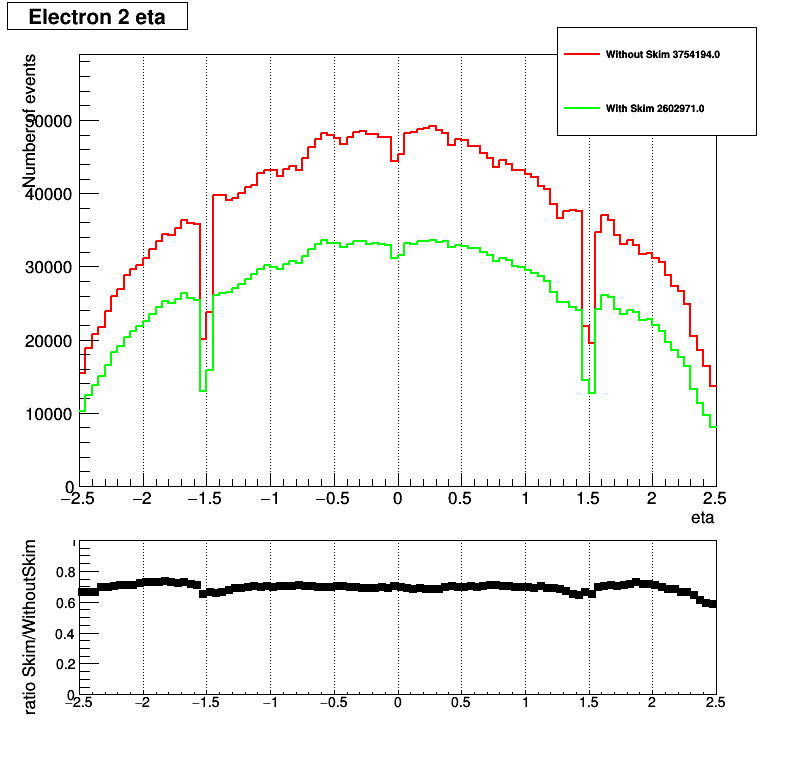 Electron 2 eta
Without Skim 3754194.0
With Skim 2602971.0
Number of events
50000
40000
30000
20000
10000
0
−2.5 −2 −1.5 −1 −0.5 0 0.5 1 1.5 2 2.5
eta
ratio Skim/WithoutSkim
1
0.8
0.6
0.4
0.2
0
−2.5 −2 −1.5 −1 −0.5 0 0.5 1 1.5 2 2.5